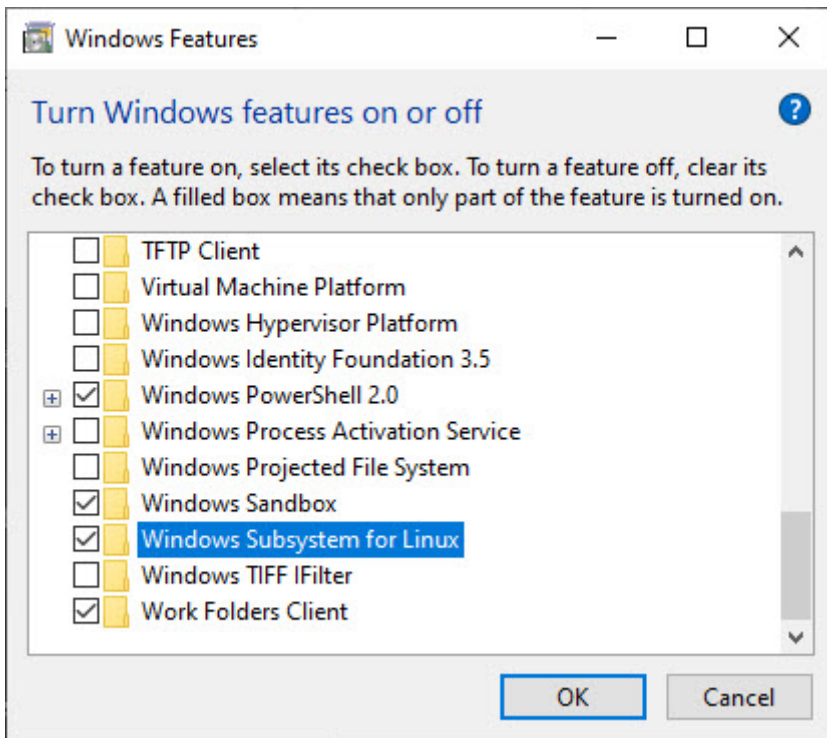 Windows Features
Turn Windows features on or off
To turn a feature on, select its check box. To turn a feature off, clear its
check box. A filled box means that only part of the feature is turned on.
TFTP Client
Virtual Machine Platform
Windows Hypervisor Platform
Windows Identity Foundation 3.5
Windows PowerShell 2.0
Windows Process Activation Service
Windows Projected File System
Windows Sandbox
Windows Subsystem for Linux
Windows TIFF IFilter
Work Folders Client
OK Cancel